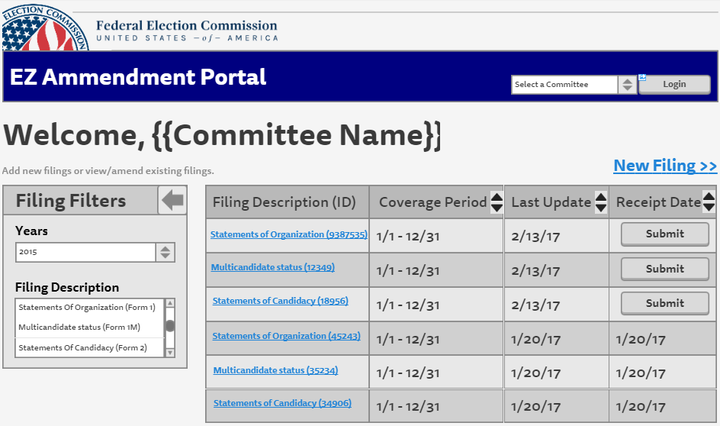 ELECTION COMMISSION
Federal Election Commission
UNITED STATES -of- AMERICA
EZ Ammendment Portal
Select a Committee
Login
Welcome, {{Committee Name}}
Add new filings or view/amend existing filings.
New Filing >>
Filing Filters
Years
2015
Filing Description
Statements Of Organization (Form 1)
Multicandidate status (Form 1M)
Statements Of Candidacy (Form 2)
Filing Description (ID) Coverage Period Last Update Receipt Date
Statements of Organization (9387535) 1/1 - 12/31 2/13/17 Submit
Multicandidate status (12349) 1/1 - 12/31 2/13/17 Submit
Statements of Candidacy (18956) 1/1 - 12/31 2/13/17 Submit
Statements of Organization (45243) 1/1 - 12/31 1/20/17 1/20/17
Multicandidate status (35234) 1/1 - 12/31 1/20/17 1/20/17
Statements of Candidacy (34906) 1/1 - 12/31 1/20/17 1/20/17